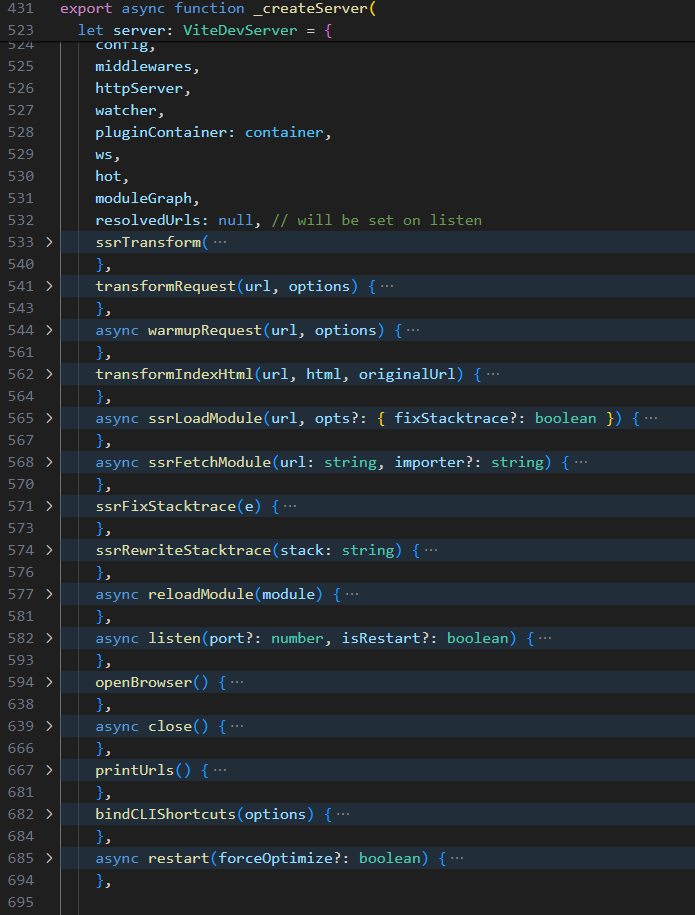 431 export async function _createServer(
523 let server: ViteDevServer = {
524 config,
525 middlewares,
526 httpServer,
527 watcher,
528 pluginContainer: container,
529 ws,
530 hot,
531 moduleGraph,
532 resolvedUrls: null, // will be set on listen
533 > ssrTransform( ···
540 },
541 > transformRequest(url, options) { ···
543 },
544 > async warmupRequest(url, options) { ···
561 },
562 > transformIndexHtml(url, html, originalUrl) { ···
564 },
565 > async ssrLoadModule(url, opts?: { fixStacktrace?: boolean }) { ···
567 },
568 > async ssrFetchModule(url: string, importer?: string) { ···
570 },
571 > ssrFixStacktrace(e) { ···
573 },
574 > ssrRewriteStacktrace(stack: string) { ···
576 },
577 > async reloadModule(module) { ···
581 },
582 > async listen(port?: number, isRestart?: boolean) { ···
593 },
594 > openBrowser() { ···
638 },
639 > async close() { ···
666 },
667 > printUrls() { ···
681 },
682 > bindCLIShortcuts(options) { ···
684 },
685 > async restart(forceOptimize?: boolean) { ···
694 },
695